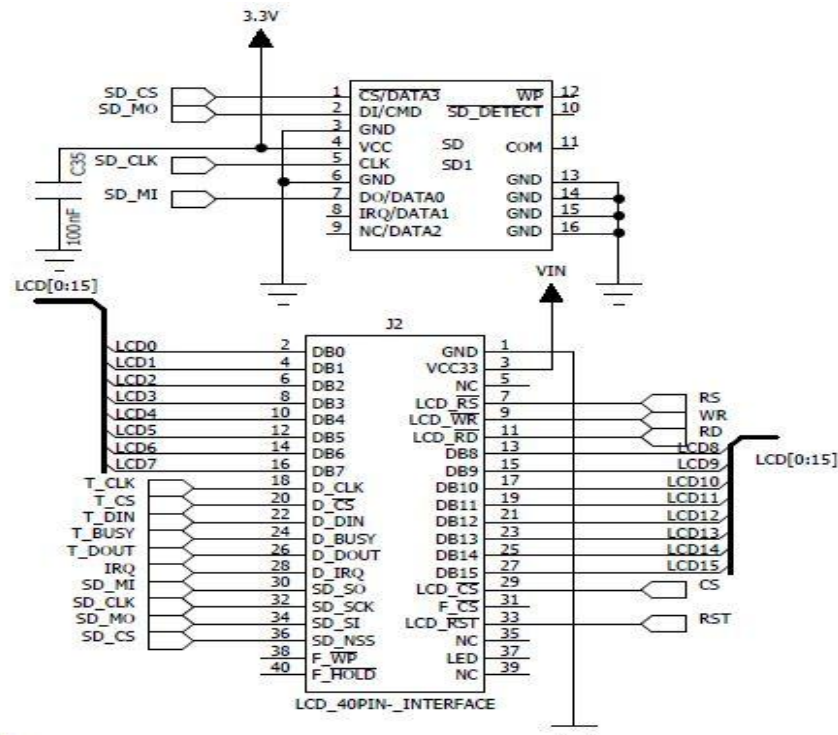 3.3V
SD_CS 1 CS/DATA3 WP 12
SD_MO 2 DI/CMD SD_DETECT 10
3 GND
4 VCC SD COM 11
C35 SD_CLK 5 CLK SD1
6 GND GND 13
SD_MI 7 DO/DATA0 GND 14
8 IRQ/DATA1 GND 15
100nF 9 NC/DATA2 GND 16
VIN
LCD[0:15]
J2
LCD0 2 DB0 GND 1
LCD1 4 DB1 VCC33 3
LCD2 6 DB2 NC 5
LCD3 8 DB3 LCD_RS 7 RS
LCD4 10 DB4 LCD_WR 9 WR
LCD5 12 DB5 LCD_RD 11 RD
LCD6 14 DB6 DB8 13 LCD8
LCD7 16 DB7 DB9 15 LCD9 LCD[0:15]
T_CLK 18 D_CLK DB10 17 LCD10
T_CS 20 D_CS DB11 19 LCD11
T_DIN 22 D_DIN DB12 21 LCD12
T_BUSY 24 D_BUSY DB13 23 LCD13
T_DOUT 26 D_DOUT DB14 25 LCD14
IRQ 28 D_IRQ DB15 27 LCD15
SD_MI 30 SD_SO LCD_CS 29 CS
SD_CLK 32 SD_SCK F_CS 31
SD_MO 34 SD_SI LCD_RST 33 RST
SD_CS 36 SD_NSS NC 35
38 F_WP LED 37
40 F_HOLD NC 39
LCD_40PIN-_INTERFACE